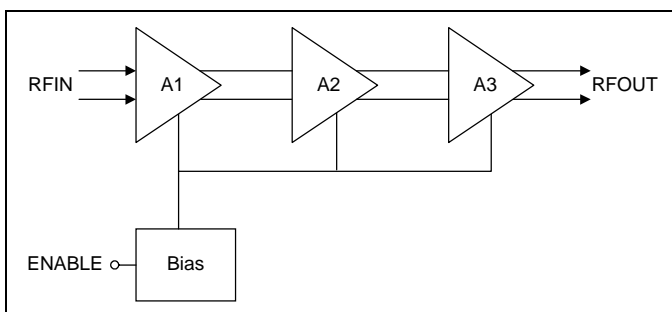 A1
A2
A3
RFIN
RFOUT
ENABLE
Bias